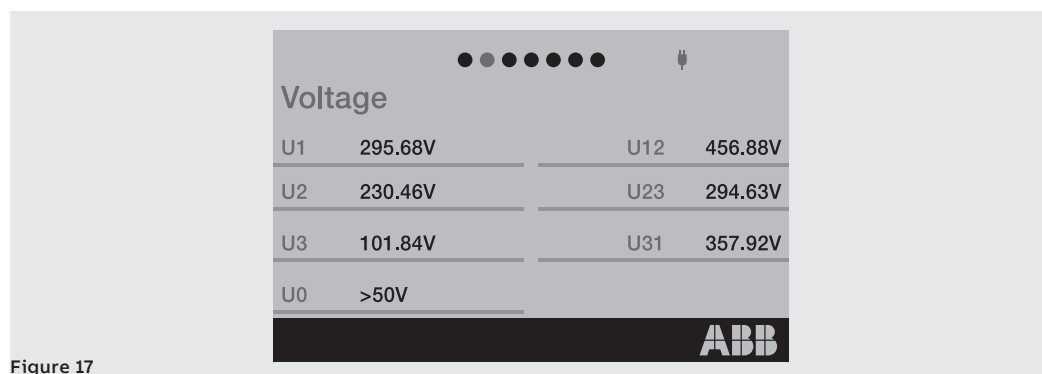 Voltage
U1 295.68V U12 456.88V
U2 230.46V U23 294.63V
U3 101.84V U31 357.92V
U0 >50V
ABB
Figure 17